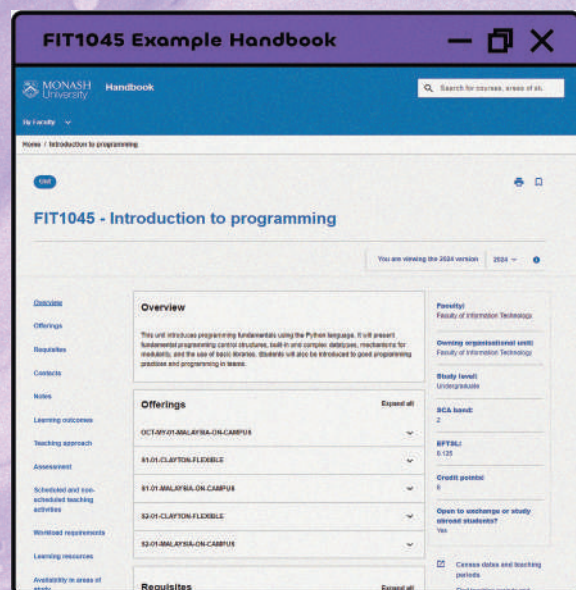 FIT1045 Example Handbook
MONASH
University
Handbook
Search for courses, areas of stu
By Faculty
Home / Introduction to programming
Unit
FIT1045 - Introduction to programming
You are viewing the 2024 version
2024
Overview
Offerings
Requisites
Contacts
Notes
Learning outcomes
Teaching approach
Assessment
Scheduled and non-
scheduled teaching
activities
Workload requirements
Learning resources
Availability in areas of
study
Overview
This unit introduces programming fundamentals using the Python language. It will present
fundamental programming control structures, built-in and complex datatypes, mechanisms for
modularity, and the use of basic libraries. Students will also be introduced to good programming
practices and programming in teams.
Offerings
Expand all
OCT-MY-01-MALAYSIA-ON-CAMPUS
S1-01-CLAYTON-FLEXIBLE
S1-01-MALAYSIA-ON-CAMPUS
S2-01-CLAYTON-FLEXIBLE
S2-01-MALAYSIA-ON-CAMPUS
Requisites
Expand all
Faculty:
Faculty of Information Technology
Owning organisational unit:
Faculty of Information Technology
Study level:
Undergraduate
SCA band:
2
EFTSL:
0.125
Credit points:
6
Open to exchange or study
abroad students?
Yes
Census dates and teaching
periods